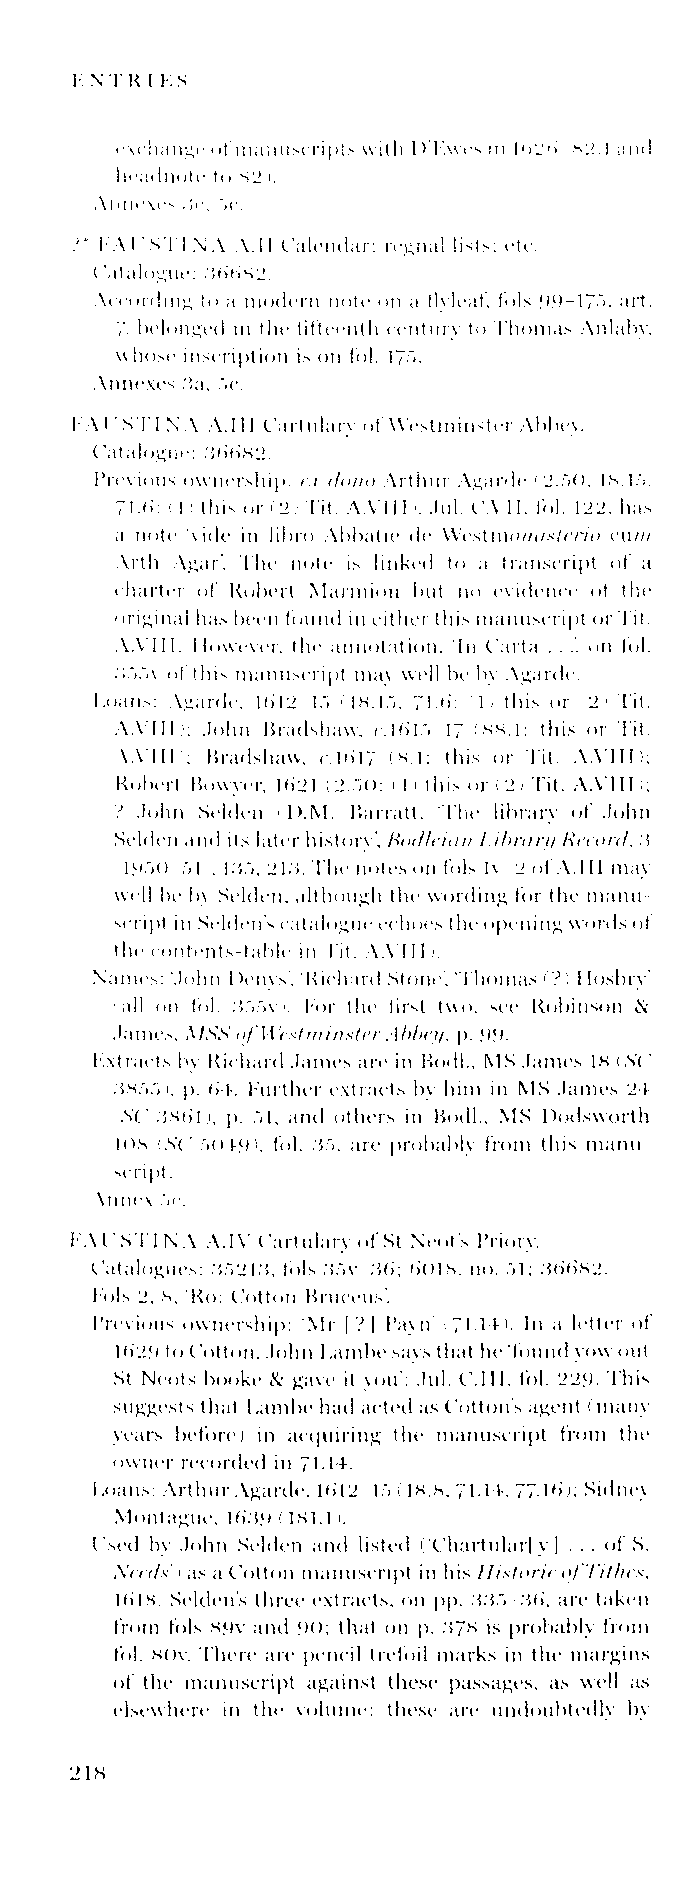 ENTRIES
exchange of manuscripts with D'Ewes in 1626 (82.1 and
headnote to 82).
Annexes 3c, 5c.
?* FAUSTINA A.II Calendar; regnal lists; etc.
Catalogue: 36682.
According to a modern note on a flyleaf, fols 99–175, art.
7, belonged in the fifteenth century to Thomas Anlaby,
whose inscription is on fol. 175.
Annexes 3a, 5c.
FAUSTINA A.III Cartulary of Westminster Abbey.
Catalogue: 36682.
Previous ownership: ex dono Arthur Agarde (2.50, 48.15,
71.6: (1) this or (2) Tit. A.VIII). Jul. C.VII, fol. 122, has
a note 'vide in libro Abbatie de Westmonasterio cum
Arth Agar'. The note is linked to a transcript of a
charter of Robert Marmion but no evidence of the
original has been found in either this manuscript or Tit.
A.VIII. However, the annotation, 'In Carta . . .', on fol.
355v of this manuscript may well be by Agarde.
Loans: Agarde, 1612–15 (48.15, 71.6: (1) this or (2) Tit.
A.VIII); John Bradshaw, c.1615–17 (88.1: this or Tit.
A.VIII); Bradshaw, c.1617 (8.1: this or Tit. A.VIII);
Robert Bowyer, 1621 (2.50: (1) this or (2) Tit. A.VIII);
? John Selden (D.M. Barratt, 'The library of John
Selden and its later history', Bodleian Library Record, 3
(1950–51), 135, 213. The notes on fols 1v–2 of A.III may
well be by Selden, although the wording for the manu-
script in Selden's catalogue echoes the opening words of
the contents-table in Tit. A.VIII).
Names: 'John Denys', 'Richard Stone', 'Thomas (?) Hosbry'
(all on fol. 355v). For the first two, see Robinson &
James, MSS of Westminster Abbey, p. 99.
Extracts by Richard James are in Bodl., MS James 18 (SC
3855), p. 64. Further extracts by him in MS James 24
(SC 3861), p. 51, and others in Bodl., MS Dodsworth
108 (SC 5049), fol. 35, are probably from this manu-
script.
Annex 5c.
FAUSTINA A.IV Cartulary of St Neot's Priory.
Catalogues: 35213, fols 35v–36; 6018, no. 51; 36682.
Fols 2, 8, 'Ro: Cotton Bruceus'.
Previous ownership: 'Mr [?] Payn' (71.14). In a letter of
1629 to Cotton, John Lambe says that he 'found yow out
St Neots booke & gave it you': Jul. C.III, fol. 229. This
suggests that Lambe had acted as Cotton's agent (many
years before) in acquiring the manuscript from the
owner recorded in 71.14.
Loans: Arthur Agarde, 1612–15 (48.8, 71.14, 77.16); Sidney
Montague, 1639 (181.1).
Used by John Selden and listed ('Chartular[y] . . . of S.
Needs') as a Cotton manuscript in his Historie of Tithes,
1618. Selden's three extracts, on pp. 335–36, are taken
from fols 89v and 90; that on p. 378 is probably from
fol. 80v. There are pencil trefoil marks in the margins
of the manuscript against these passages, as well as
elsewhere in the volume: these are undoubtedly by
218